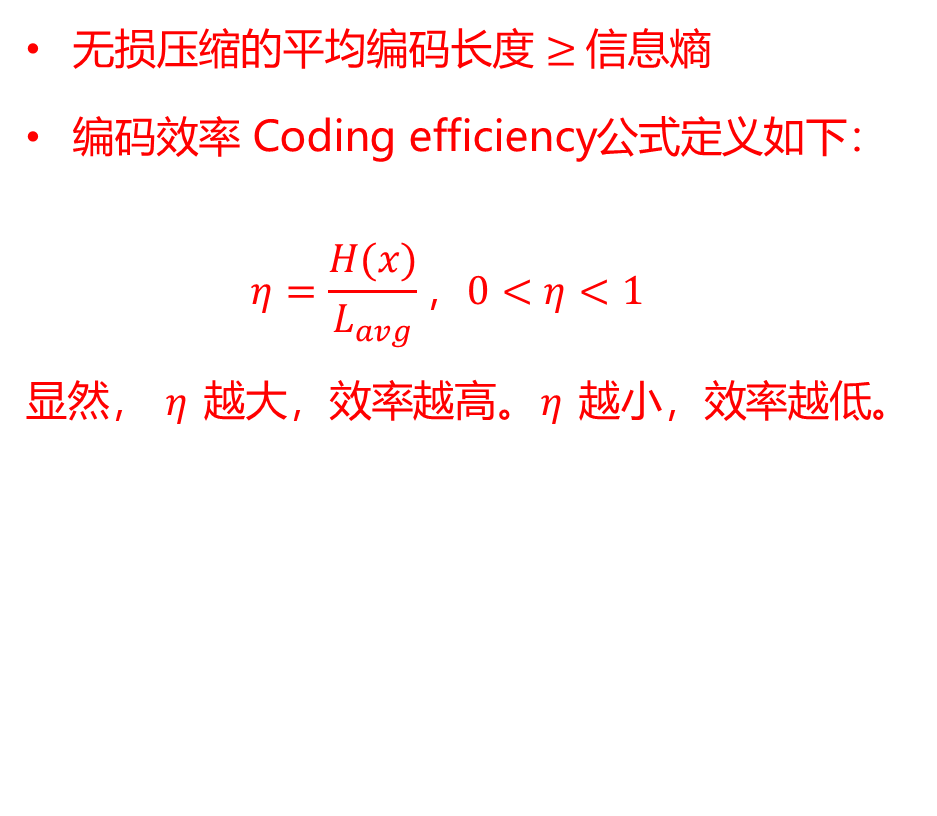 • 无损压缩的平均编码长度 ≥ 信息熵
• 编码效率 Coding efficiency公式定义如下：
η = H(x) / L_avg ， 0 < η < 1
显然， η 越大，效率越高。η 越小，效率越低。